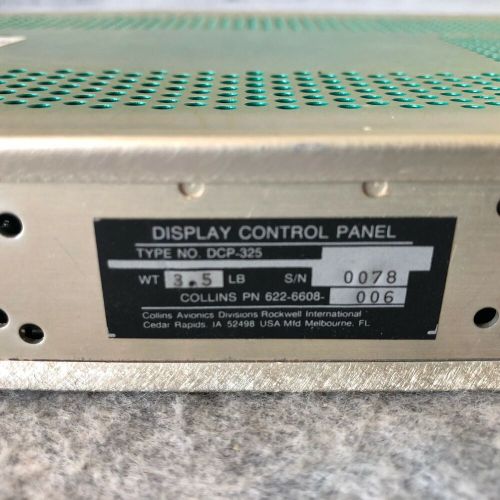 DISPLAY CONTROL PANEL
TYPE NO. DCP-325
WT 3.5 LB S/N 0078
COLLINS PN 622-6608-006
Collins Avionics Divisions Rockwell International
Cedar Rapids, IA 52498 USA Mfd Melbourne, FL